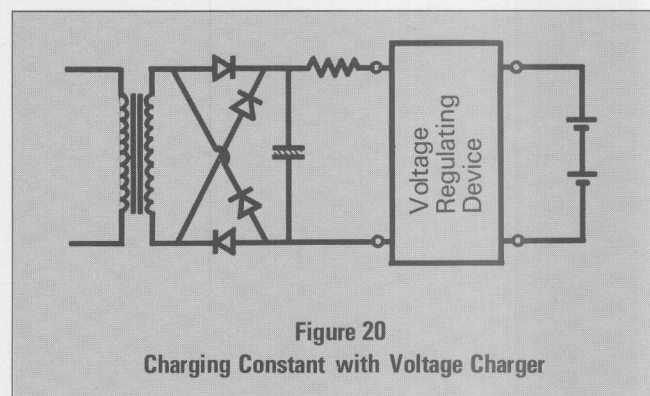 Voltage
Regulating
Device
Figure 20
Charging Constant with Voltage Charger